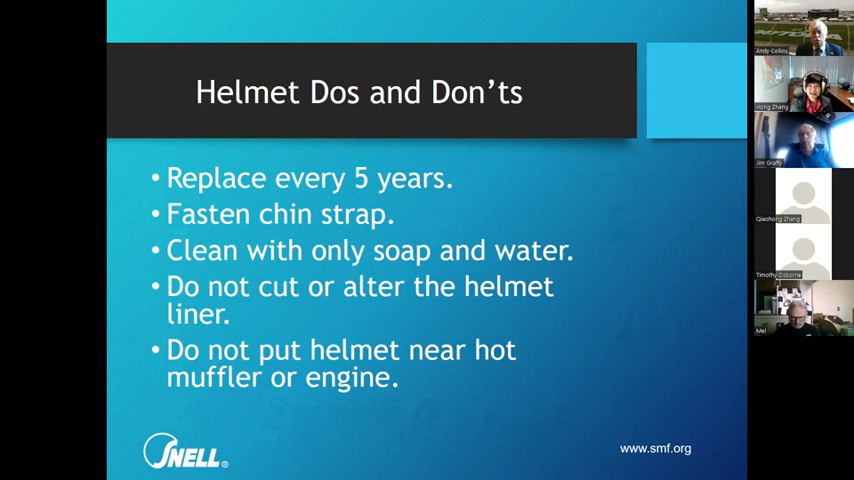 Helmet Dos and Don'ts
• Replace every 5 years.
• Fasten chin strap.
• Clean with only soap and water.
• Do not cut or alter the helmet
liner.
• Do not put helmet near hot
muffler or engine.
SNELL®
www.smf.org
Andy Collins
Hong Zhang
Jim Graffy
Qiaohong Zhang
Timothy Osborne
Mel